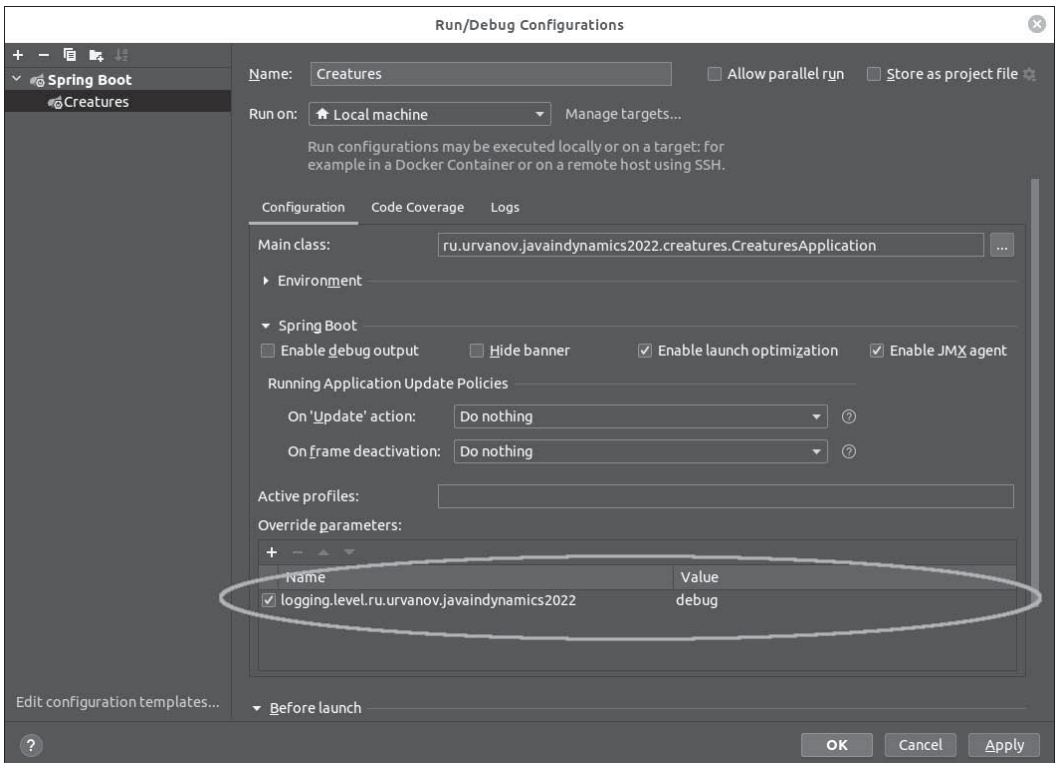 Run/Debug Configurations
Spring Boot
Creatures
Edit configuration templates...
Name: Creatures Allow parallel run Store as project file
Run on: Local machine Manage targets...
Run configurations may be executed locally or on a target: for
example in a Docker Container or on a remote host using SSH.
Configuration Code Coverage Logs
Main class: ru.urvanov.javaindynamics2022.creatures.CreaturesApplication ...
Environment
Spring Boot
Enable debug output Hide banner Enable launch optimization Enable JMX agent
Running Application Update Policies
On 'Update' action: Do nothing ?
On frame deactivation: Do nothing ?
Active profiles:
Override parameters:
Name Value
logging.level.ru.urvanov.javaindynamics2022 debug
Before launch
? OK Cancel Apply